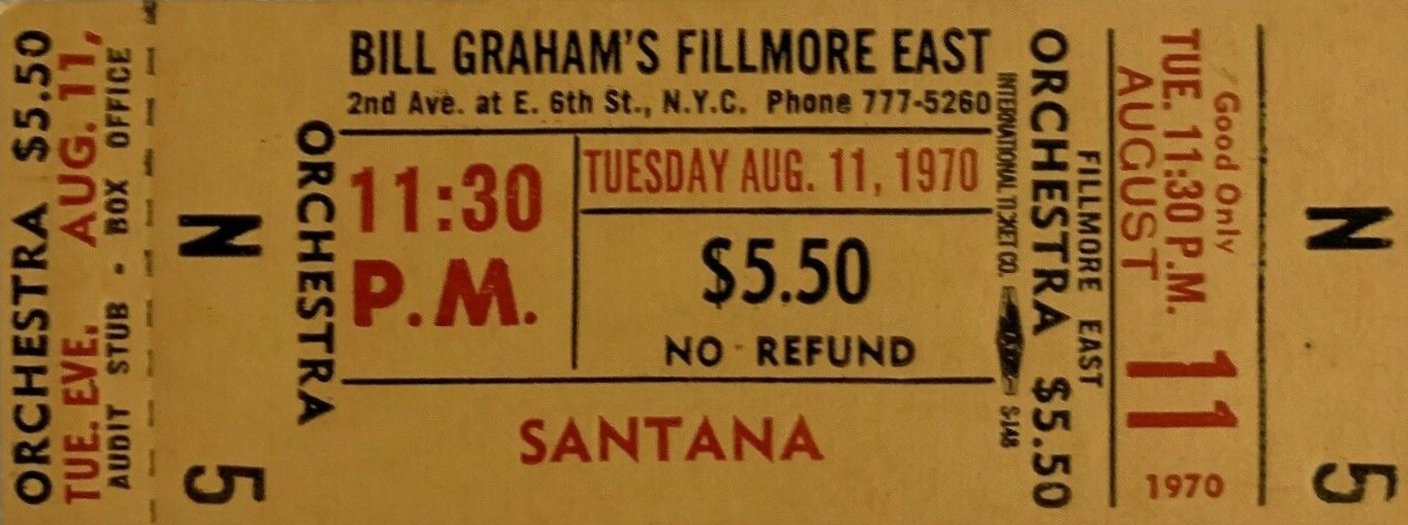 ORCHESTRA $5.50
TUE. EVE. AUG. 11,
AUDIT STUB - BOX OFFICE
N
5
ORCHESTRA
BILL GRAHAM'S FILLMORE EAST
2nd Ave. at E. 6th St., N.Y.C. Phone 777-5260
11:30
P.M.
TUESDAY AUG. 11, 1970
$5.50
NO REFUND
SANTANA
INTERNATIONAL TICKET CO. S-148
ORCHESTRA $5.50
FILLMORE EAST
Good Only
TUE. 11:30 P.M.
AUGUST
11
1970
N
5